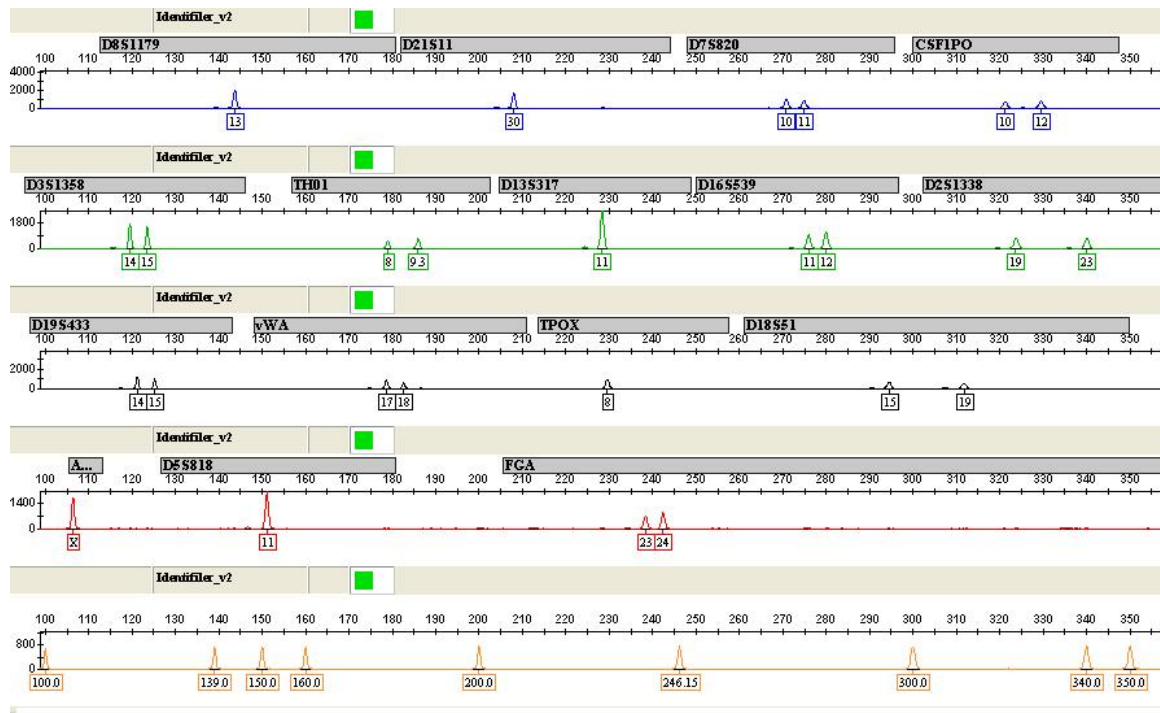 Identifiler_v2
D8S1179 D21S11 D7S820 CSF1PO
100 110 120 130 140 150 160 170 180 190 200 210 220 230 240 250 260 270 280 290 300 310 320 330 340 350
4000
2000
0
13 30 10 11 10 12
Identifiler_v2
D3S1358 TH01 D13S317 D16S539 D2S1338
100 110 120 130 140 150 160 170 180 190 200 210 220 230 240 250 260 270 280 290 300 310 320 330 340 350
1800
0
14 15 8 9.3 11 11 12 19 23
Identifiler_v2
D19S433 vWA TPOX D18S51
100 110 120 130 140 150 160 170 180 190 200 210 220 230 240 250 260 270 280 290 300 310 320 330 340 350
2000
0
14 15 17 18 8 15 19
Identifiler_v2
A... D5S818 FGA
100 110 120 130 140 150 160 170 180 190 200 210 220 230 240 250 260 270 280 290 300 310 320 330 340 350
1400
0
X 11 23 24
Identifiler_v2
100 110 120 130 140 150 160 170 180 190 200 210 220 230 240 250 260 270 280 290 300 310 320 330 340 350
800
0
100.0 139.0 150.0 160.0 200.0 246.15 300.0 340.0 350.0